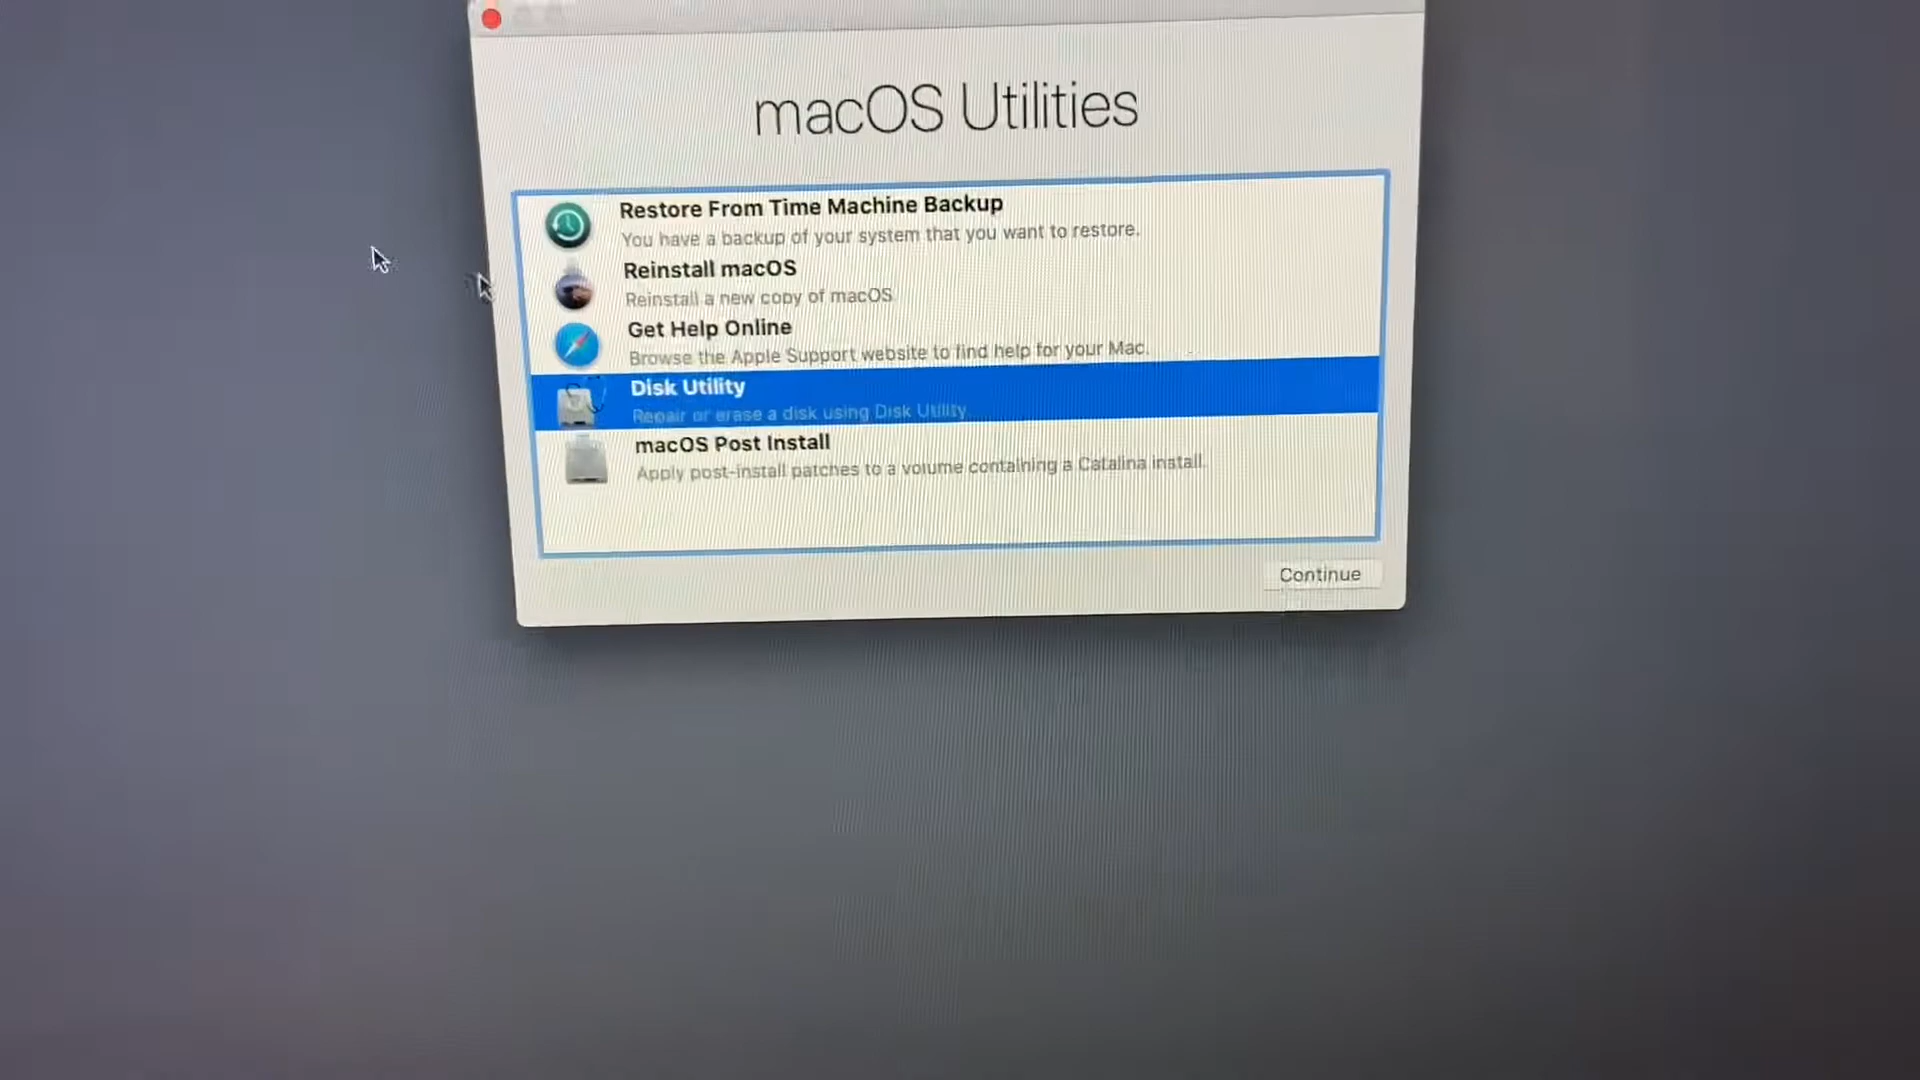 macOS Utilities
Restore From Time Machine Backup
You have a backup of your system that you want to restore.
Reinstall macOS
Reinstall a new copy of macOS.
Get Help Online
Browse the Apple Support website to find help for your Mac.
Disk Utility
Repair or erase a disk using Disk Utility.
macOS Post Install
Apply post-install patches to a volume containing a Catalina install.
Continue